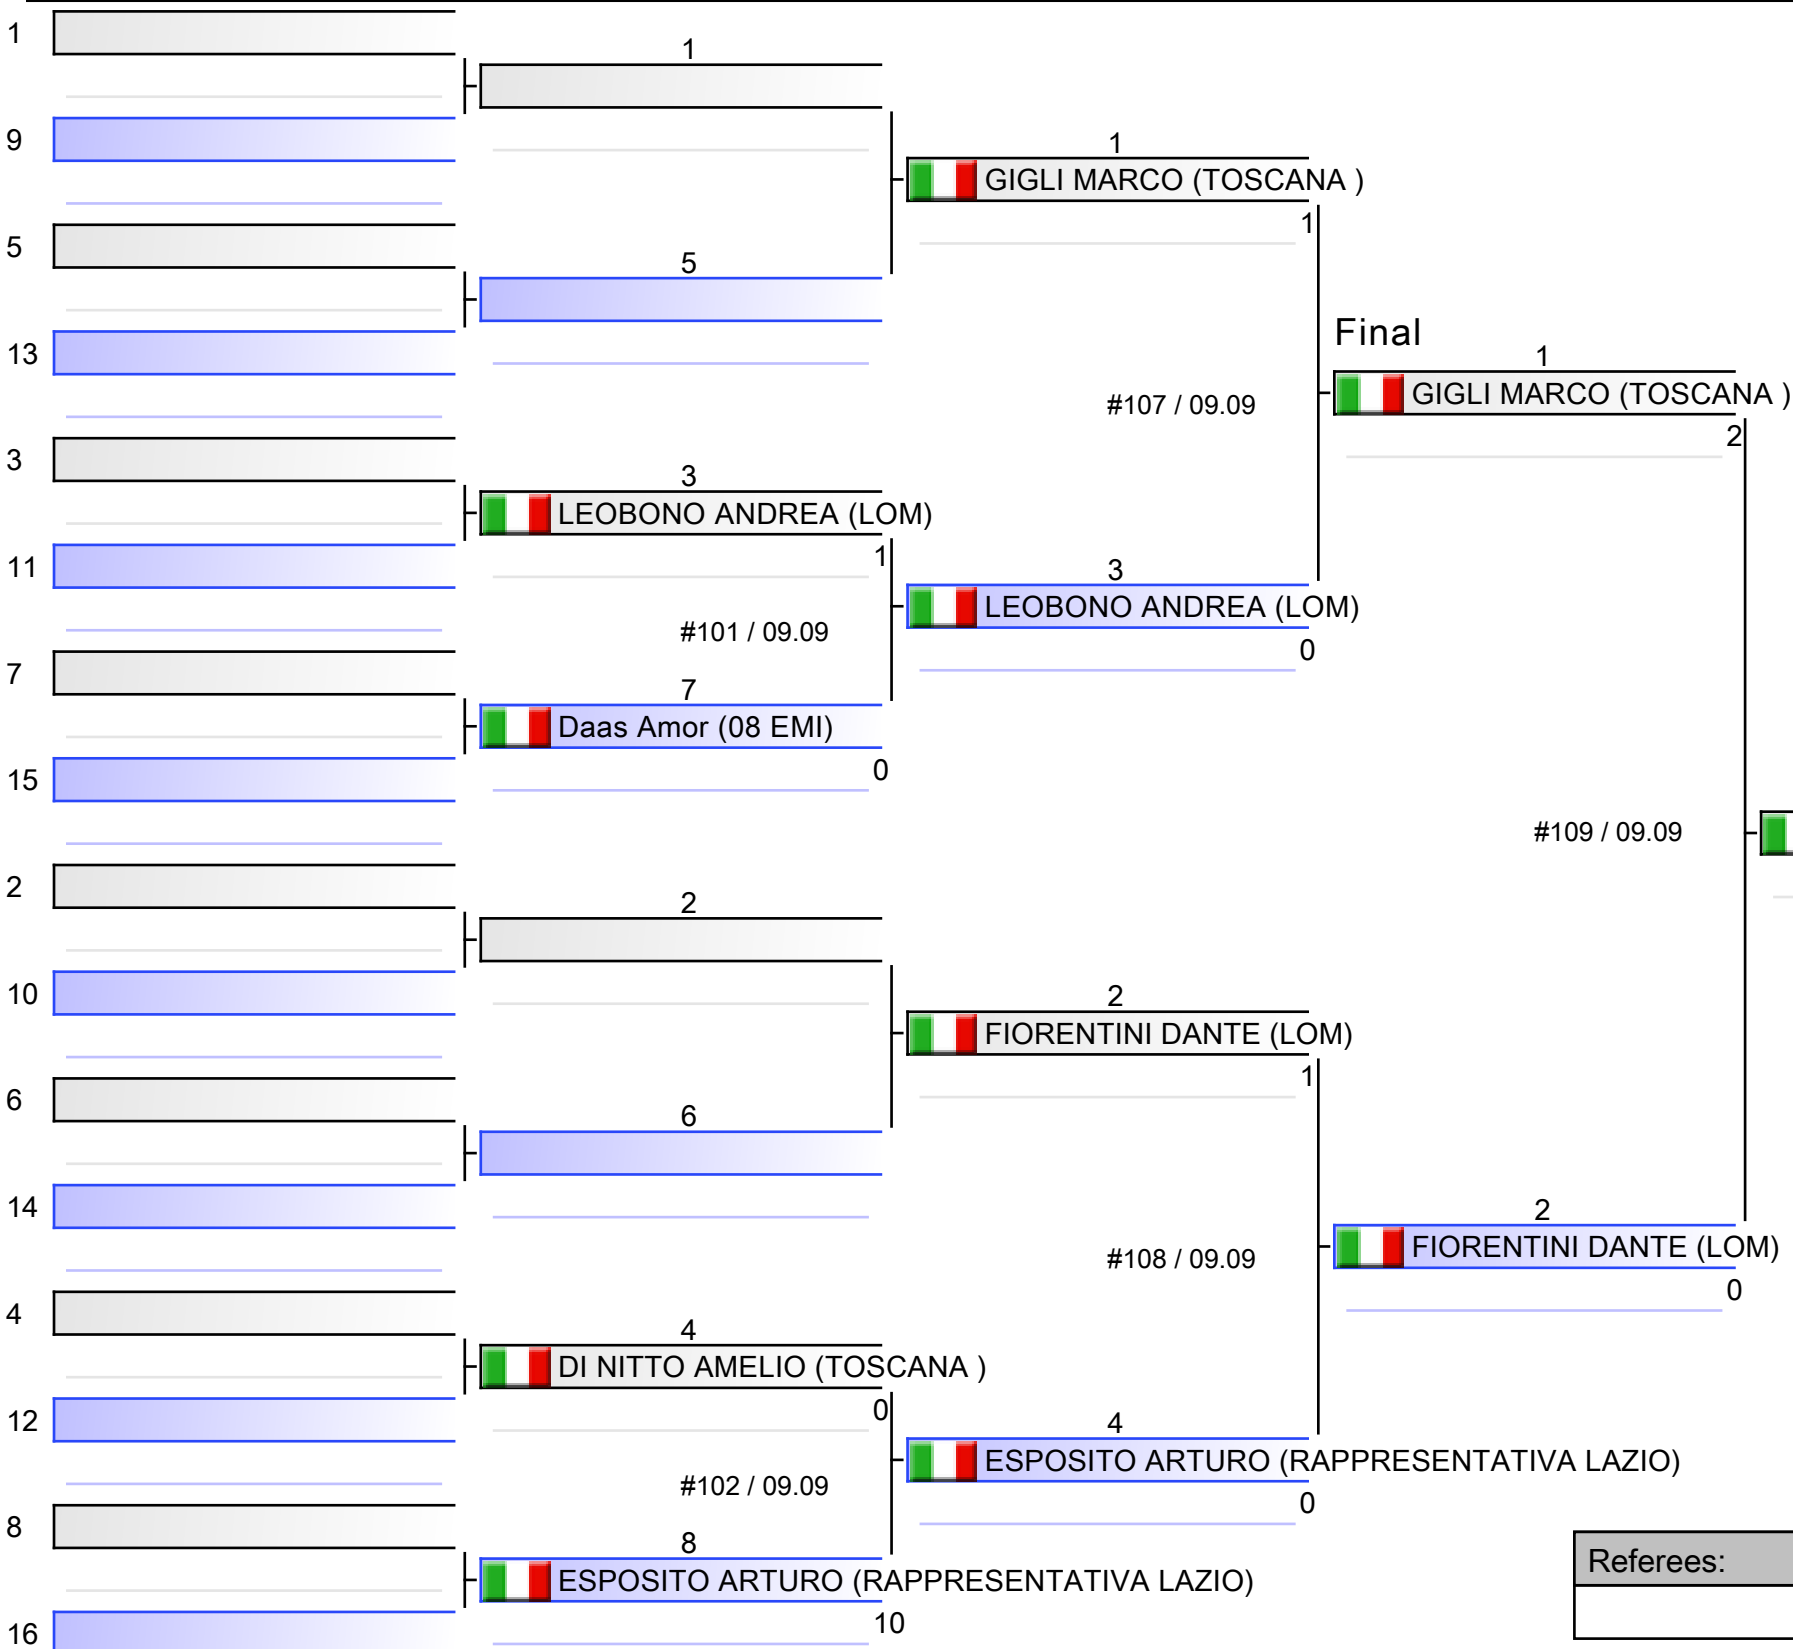 1
1
9
1
GIGLI MARCO (TOSCANA )
1
5
5
13
Final
1
GIGLI MARCO (TOSCANA )
2
#107 / 09.09
3
3
LEOBONO ANDREA (LOM)
1
11
3
LEOBONO ANDREA (LOM)
0
#101 / 09.09
7
7
Daas Amor (08 EMI)
0
15
#109 / 09.09
2
2
10
2
FIORENTINI DANTE (LOM)
1
6
6
14
2
FIORENTINI DANTE (LOM)
0
#108 / 09.09
4
4
DI NITTO AMELIO (TOSCANA )
0
12
4
ESPOSITO ARTURO (RAPPRESENTATIVA LAZIO)
0
#102 / 09.09
8
8
ESPOSITO ARTURO (RAPPRESENTATIVA LAZIO)
10
16
Referees: